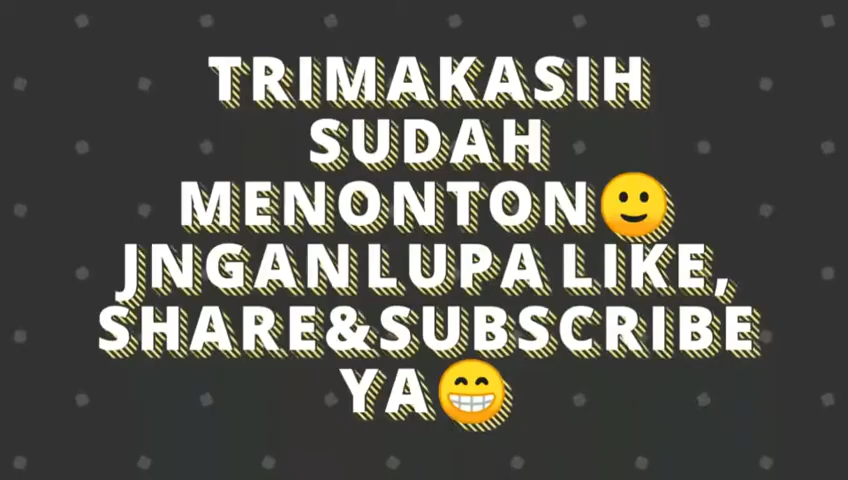 TRIMAKASIH
SUDAH
MENONTON🙂
JNGAN LUPA LIKE,
SHARE&SUBSCRIBE
YA😁